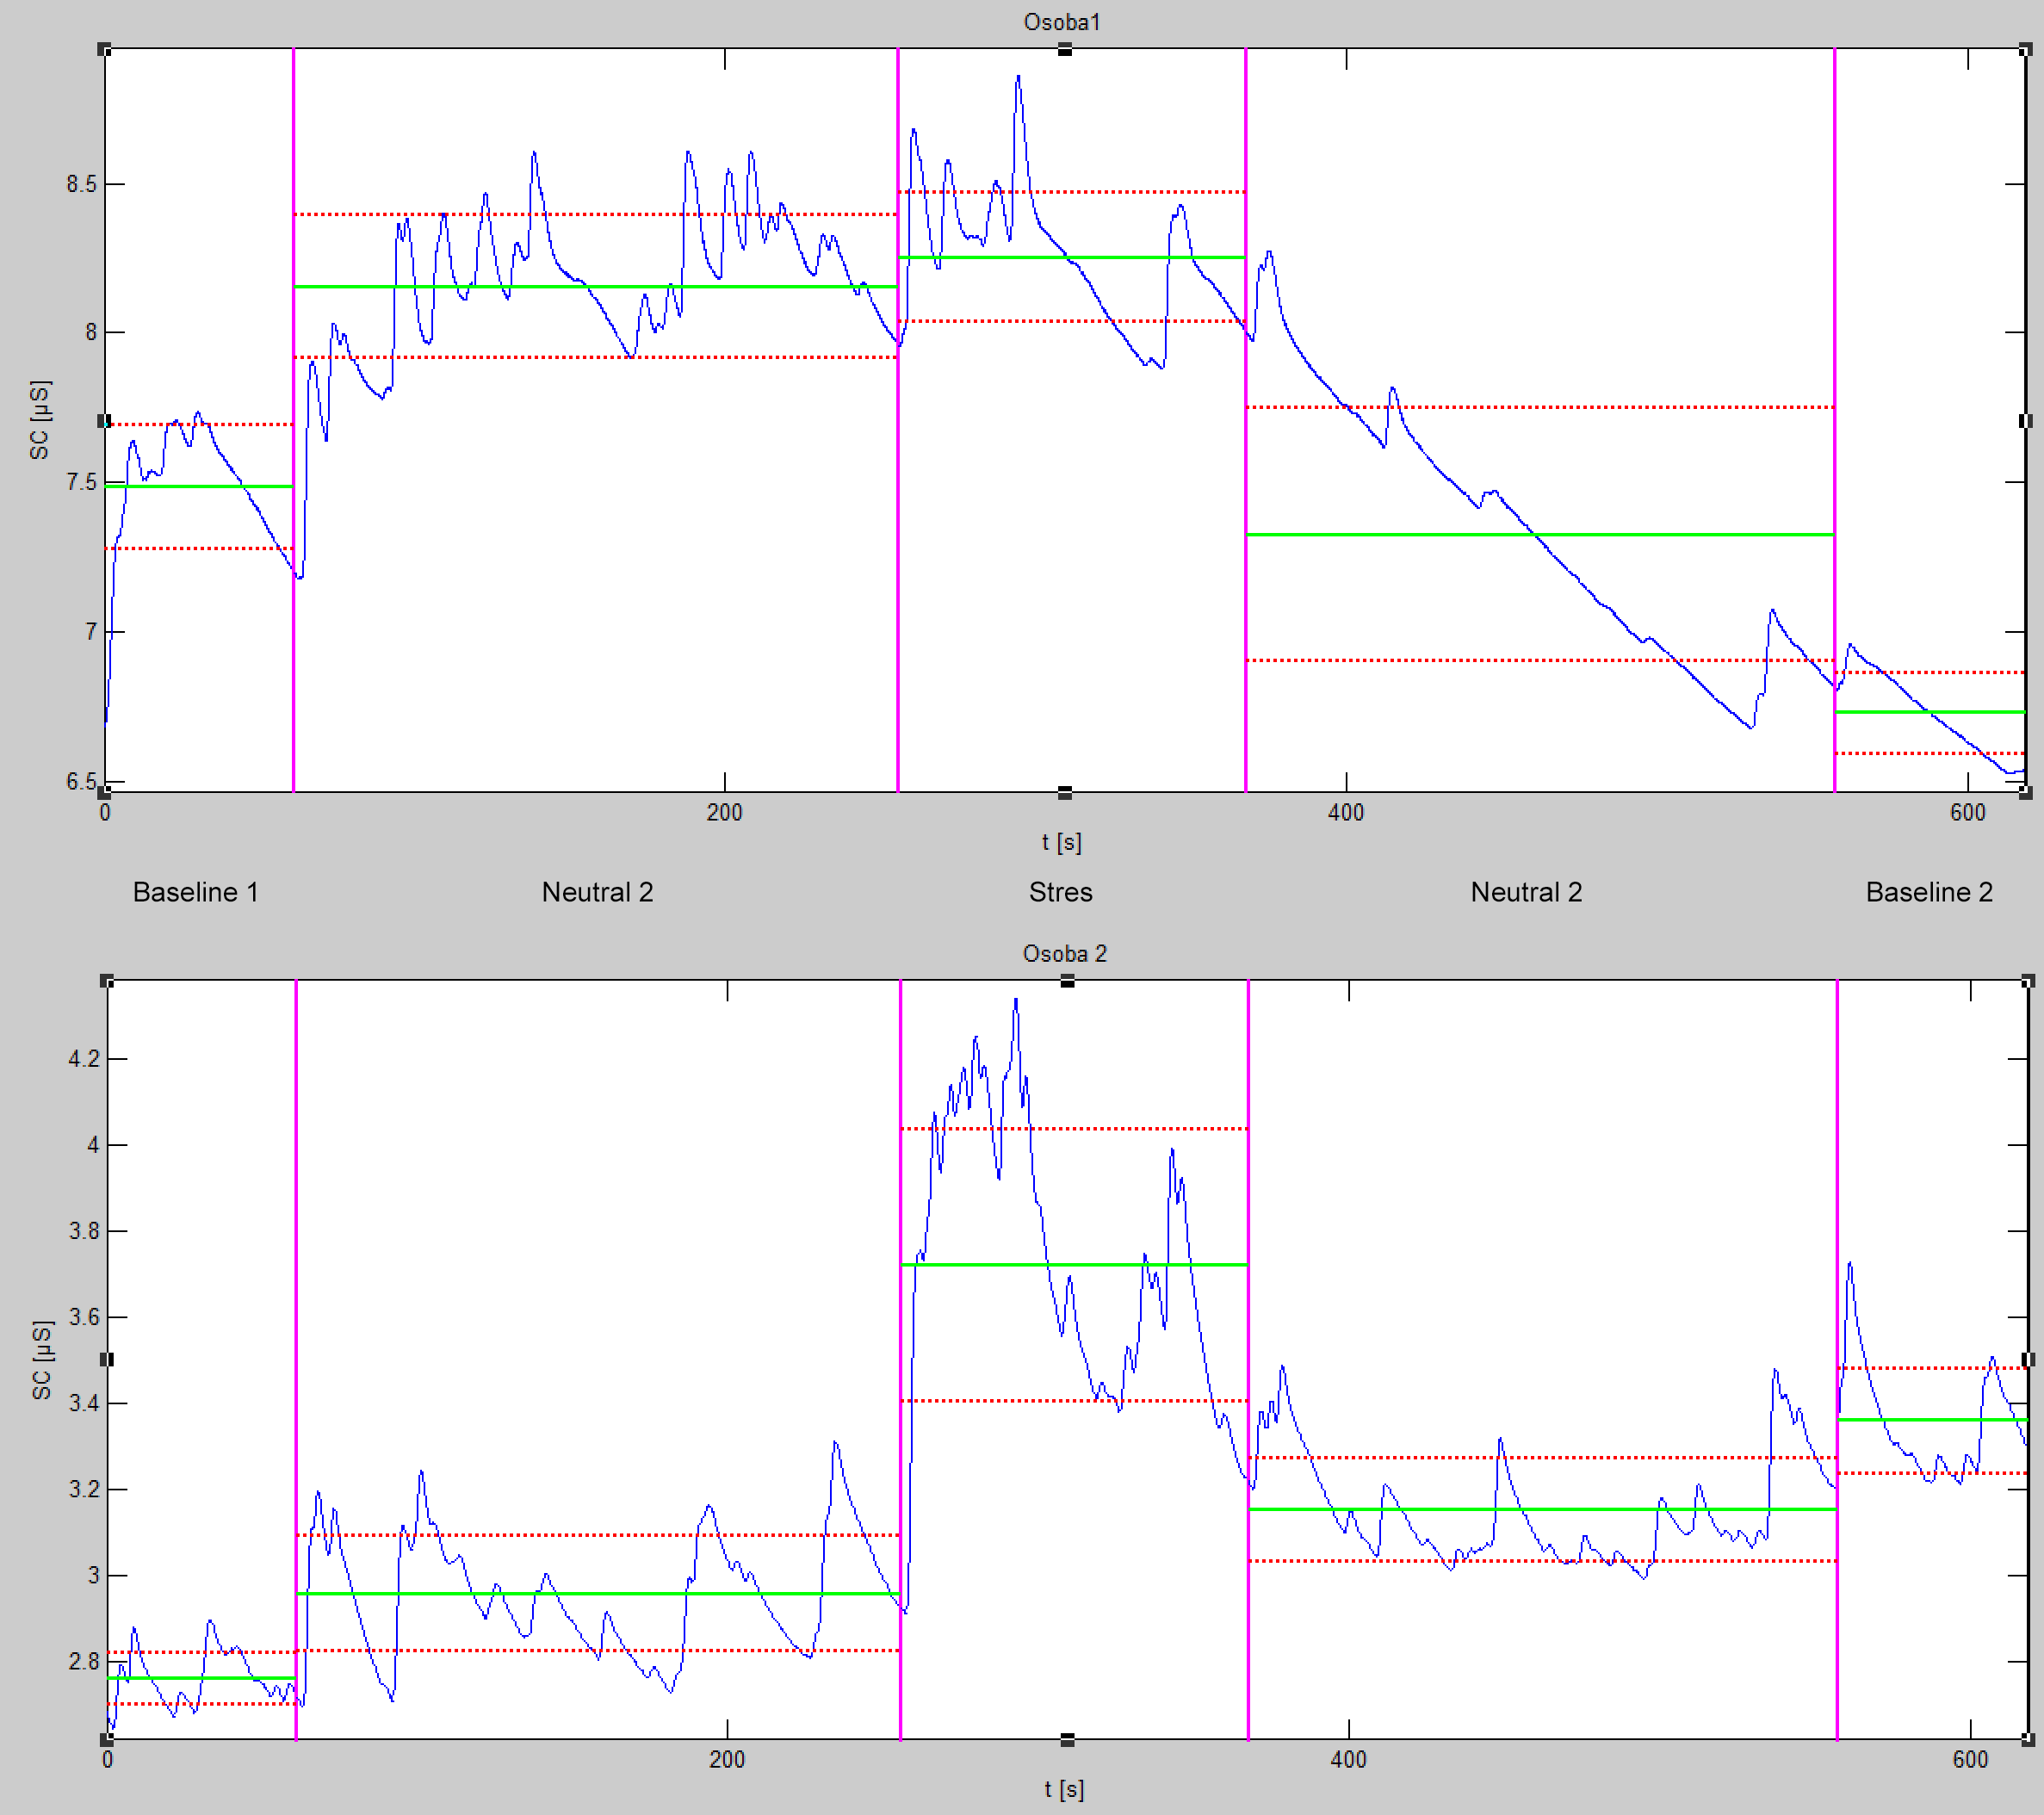 Osoba1
8.5
8
7.5
7
6.5
SC [µS]
0 200 400 600
t [s]
Baseline 1 Neutral 2 Stres Neutral 2 Baseline 2
Osoba 2
4.2
4
3.8
3.6
3.4
3.2
3
2.8
SC [µS]
0 200 400 600
t [s]